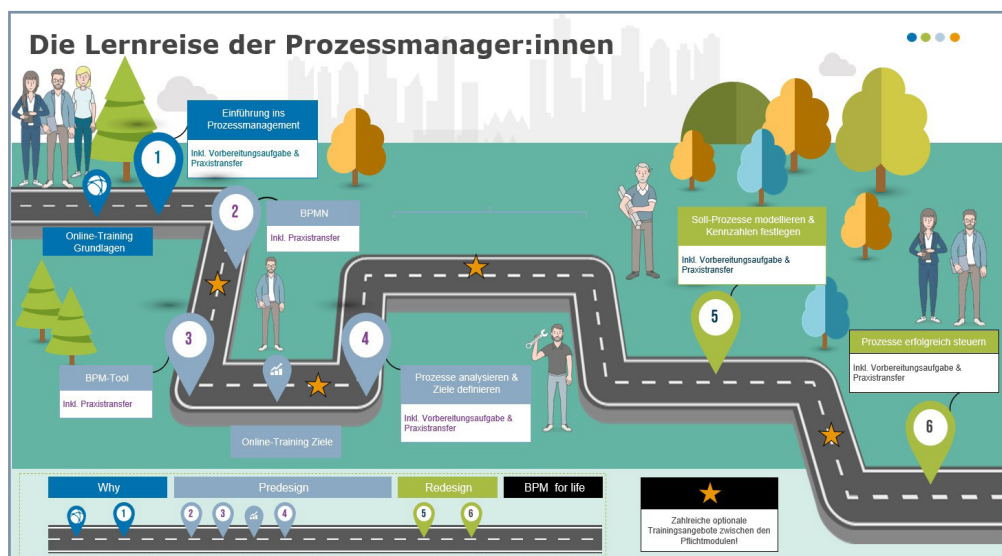 Die Lernreise der Prozessmanager:innen
Einführung ins
Prozessmanagement
Inkl. Vorbereitungsaufgabe &
Praxistransfer
1
Online-Training
Grundlagen
2
BPMN
Inkl. Praxistransfer
3
BPM-Tool
Inkl. Praxistransfer
Online-Training Ziele
4
Prozesse analysieren &
Ziele definieren
Inkl. Vorbereitungsaufgabe &
Praxistransfer
Soll-Prozesse modellieren &
Kennzahlen festlegen
Inkl. Vorbereitungsaufgabe &
Praxistransfer
5
Prozesse erfolgreich steuern
Inkl. Vorbereitungsaufgabe &
Praxistransfer
6
Why
Predesign
Redesign
BPM for life
1
2
3
4
5
6
Zahlreiche optionale
Trainingsangebote zwischen den
Pflichtmodulen!